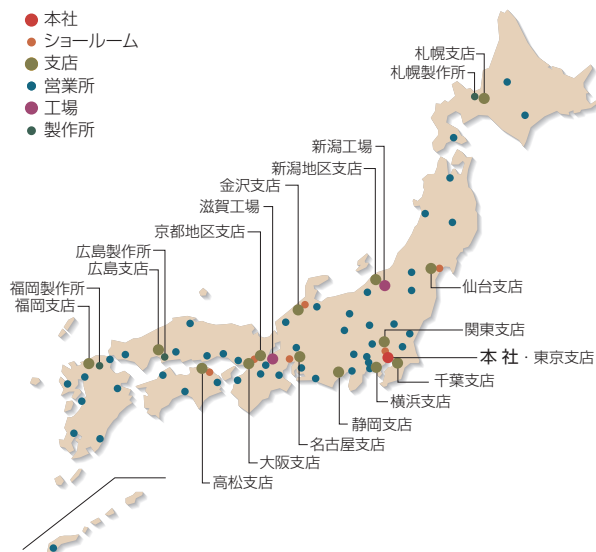 本社
ショールーム
支店
営業所
工場
製作所
札幌支店
札幌製作所
新潟工場
新潟地区支店
金沢支店
滋賀工場
京都地区支店
広島製作所
広島支店
福岡製作所
福岡支店
仙台支店
関東支店
本社・東京支店
千葉支店
横浜支店
静岡支店
名古屋支店
大阪支店
高松支店